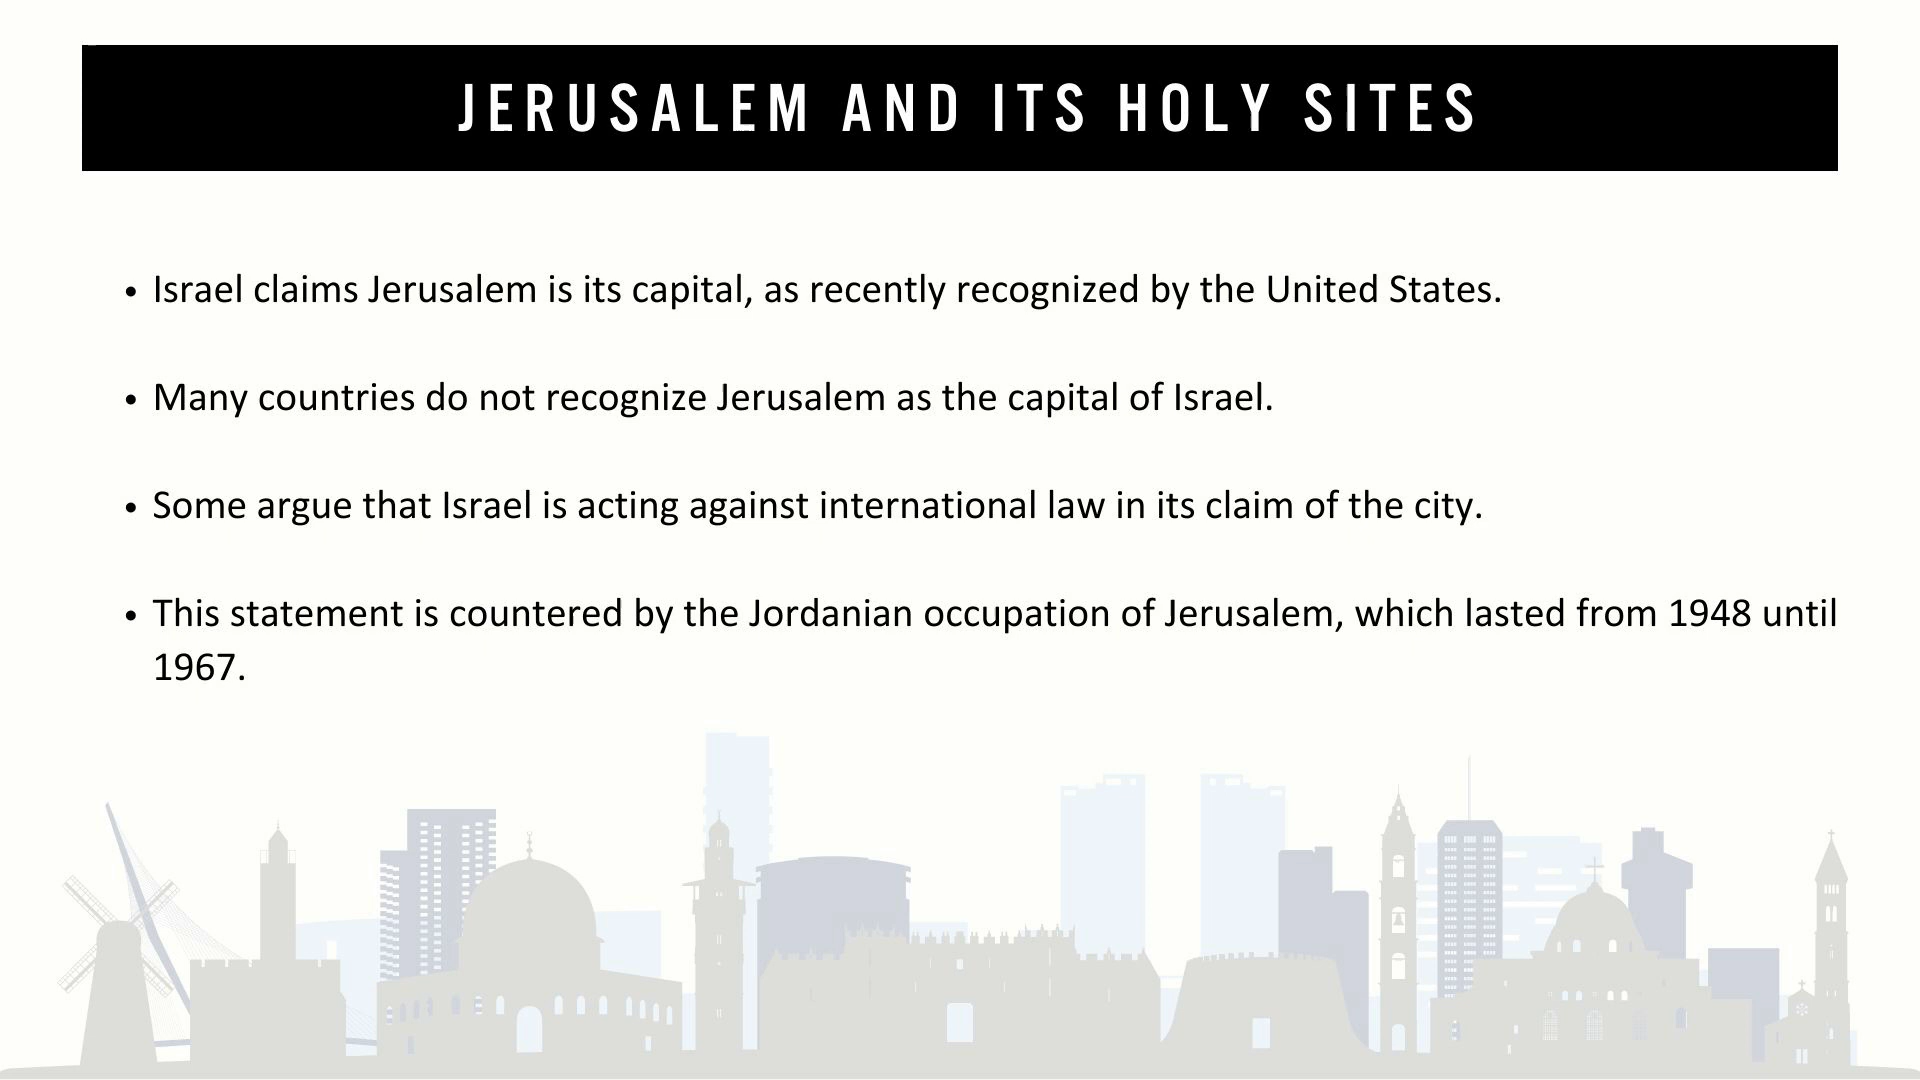 JERUSALEM AND ITS HOLY SITES
• Israel claims Jerusalem is its capital, as recently recognized by the United States.
• Many countries do not recognize Jerusalem as the capital of Israel.
• Some argue that Israel is acting against international law in its claim of the city.
• This statement is countered by the Jordanian occupation of Jerusalem, which lasted from 1948 until
1967.